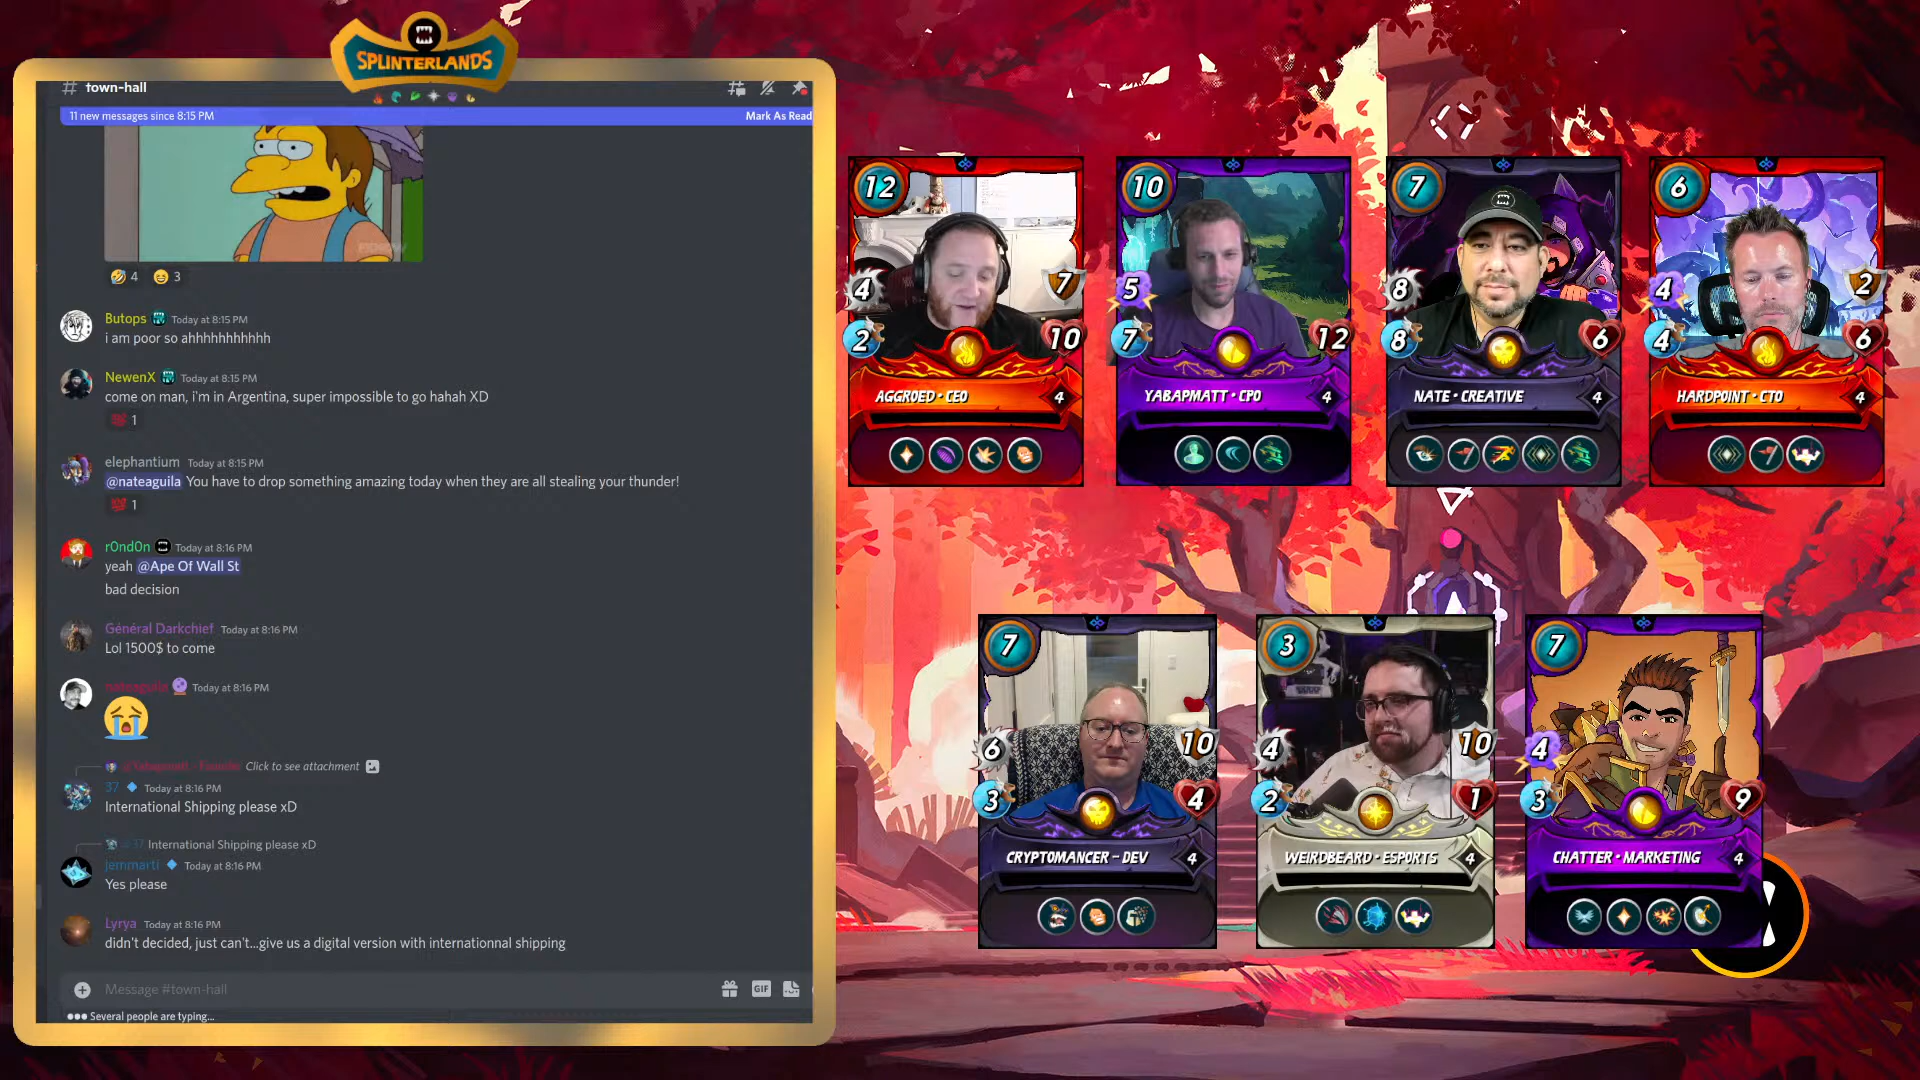 SPLINTERLANDS
# town-hall
11 new messages since 8:15 PM
Mark As Read
4 3
Butops Today at 8:15 PM
i am poor so ahhhhhhhhhhh
NewenX Today at 8:15 PM
come on man, i'm in Argentina, super impossible to go hahah XD
1
elephantium Today at 8:15 PM
@nateaguila You have to drop something amazing today when they are all stealing your thunder!
1
r0nd0n Today at 8:16 PM
yeah @Ape Of Wall St
bad decision
Général Darkchief Today at 8:16 PM
Lol 1500$ to come
nateaguila Today at 8:16 PM
Click to see attachment
37 Today at 8:16 PM
International Shipping please xD
37 International Shipping please xD
jemmarti Today at 8:16 PM
Yes please
Lyrya Today at 8:16 PM
didn't decided, just can't...give us a digital version with internationnal shipping
Message #town-hall
GIF
Several people are typing...
12
4
7
2
10
AGGROED • CEO
4
10
5
7
12
YABAPMATT • CPO
4
7
8
8
6
NATE • CREATIVE
4
6
4
2
4
6
HARDPOINT • CTO
4
7
6
10
3
4
CRYPTOMANCER – DEV
4
3
4
10
2
1
WEIRDBEARD • ESPORTS
4
7
4
3
9
CHATTER • MARKETING
4